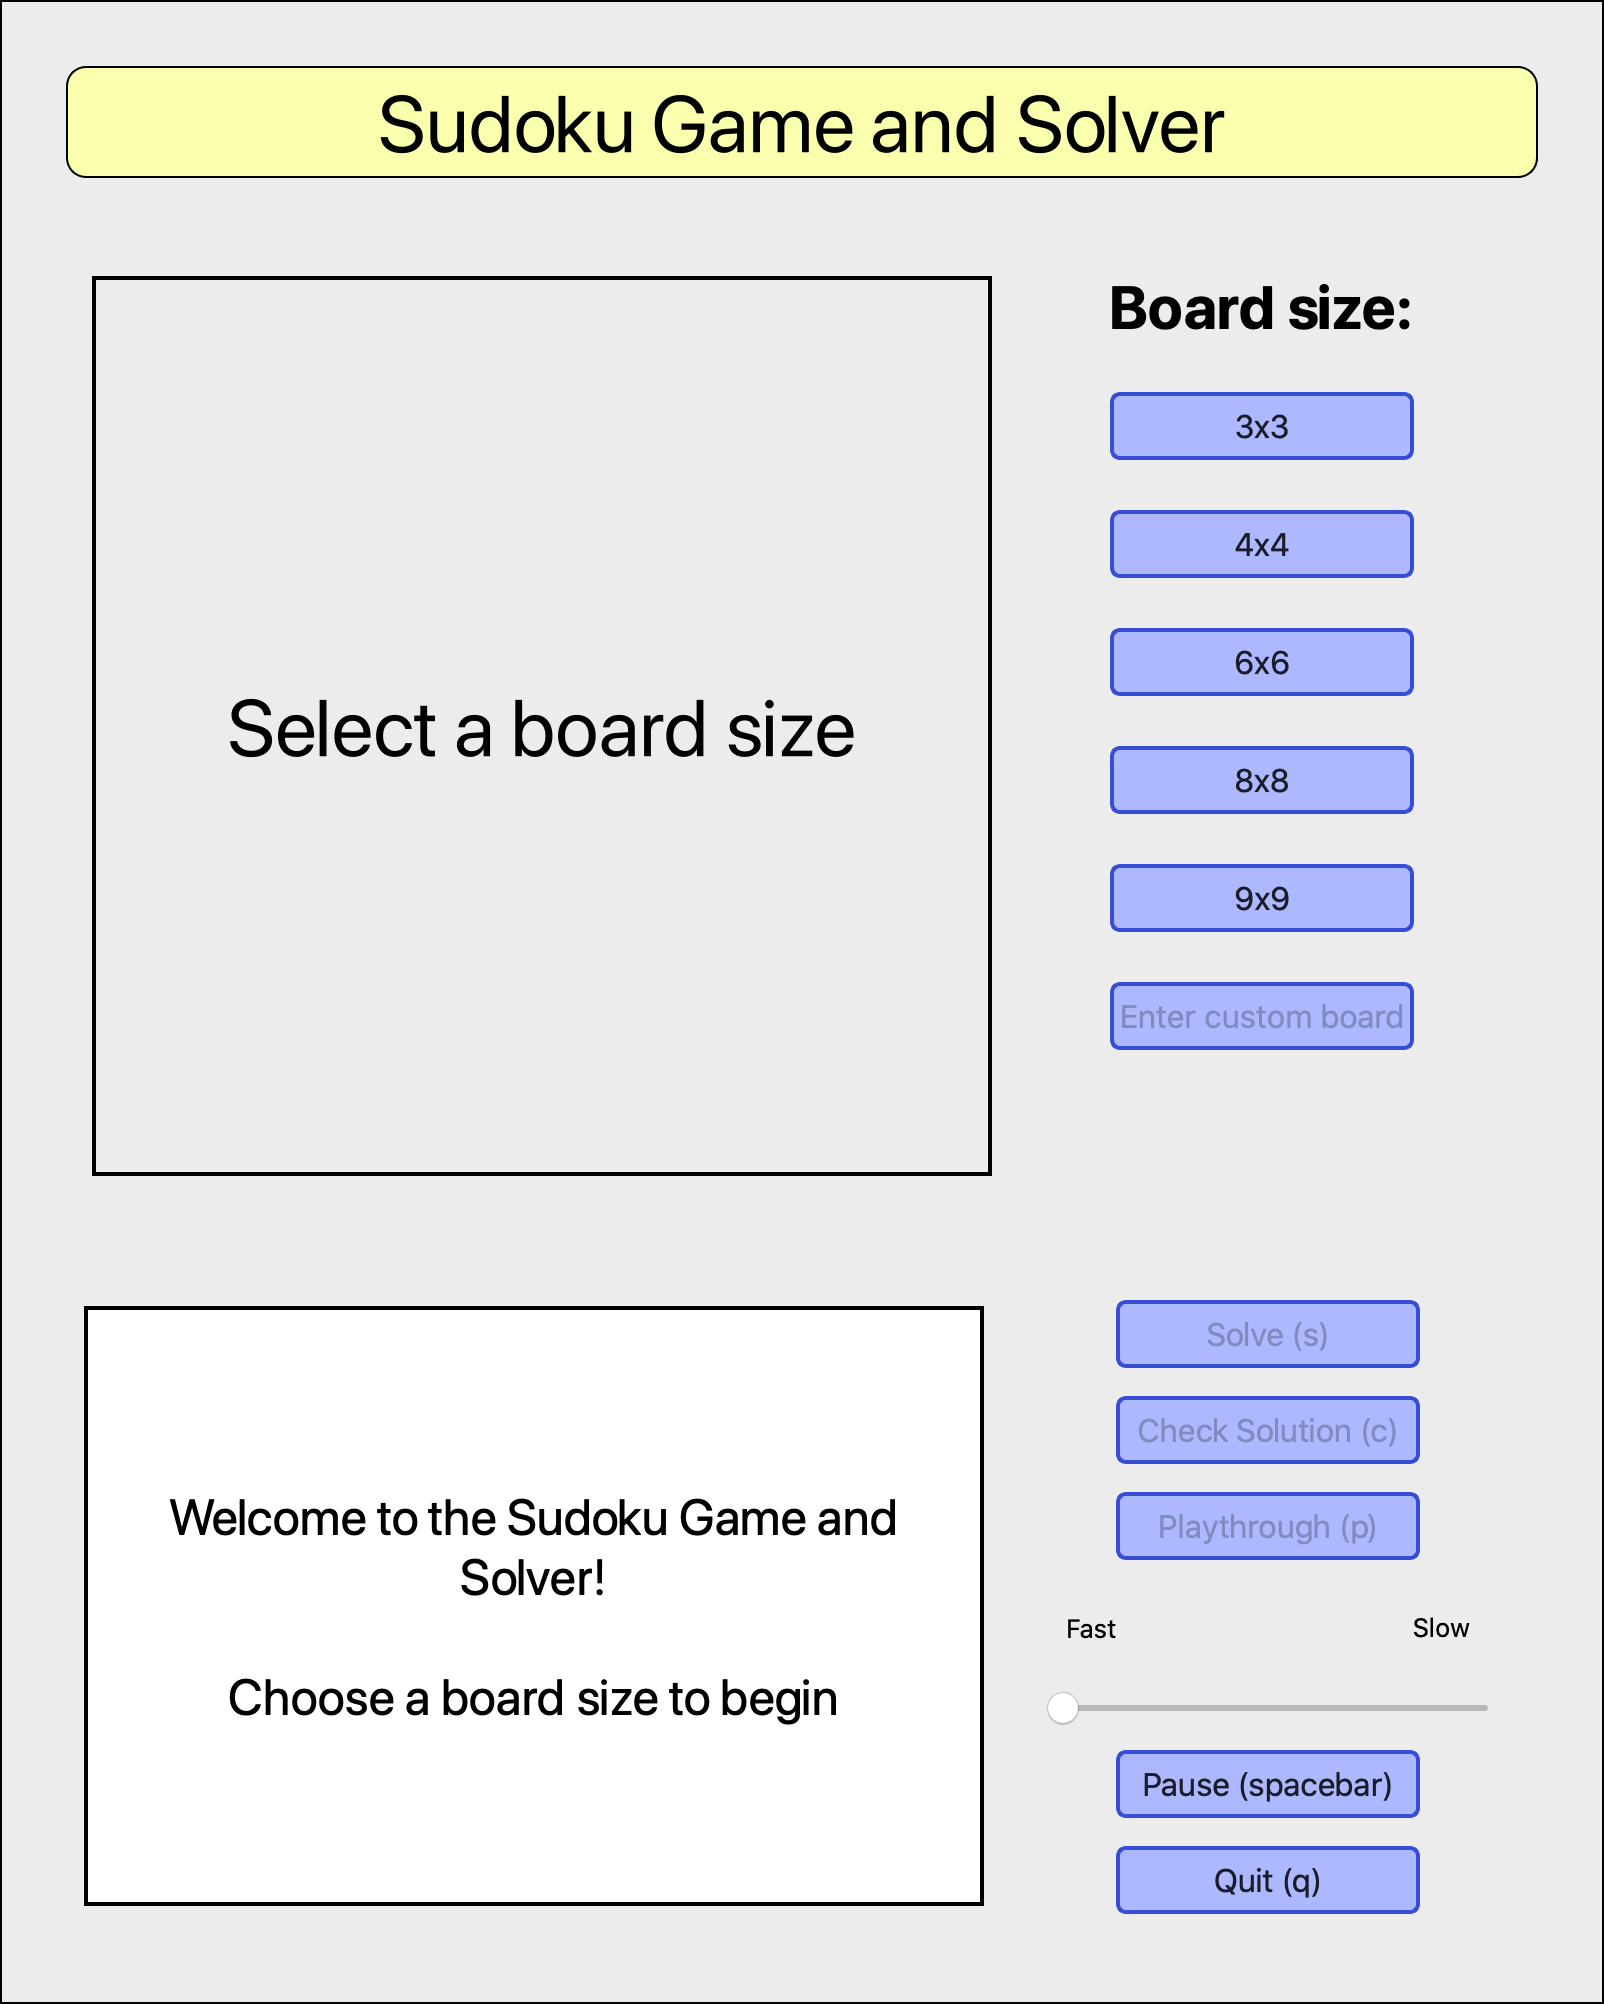 Sudoku Game and Solver
Select a board size
Board size:
3x3
4x4
6x6
8x8
9x9
Enter custom board
Welcome to the Sudoku Game and
Solver!
Choose a board size to begin
Solve (s)
Check Solution (c)
Playthrough (p)
Fast
Slow
Pause (spacebar)
Quit (q)